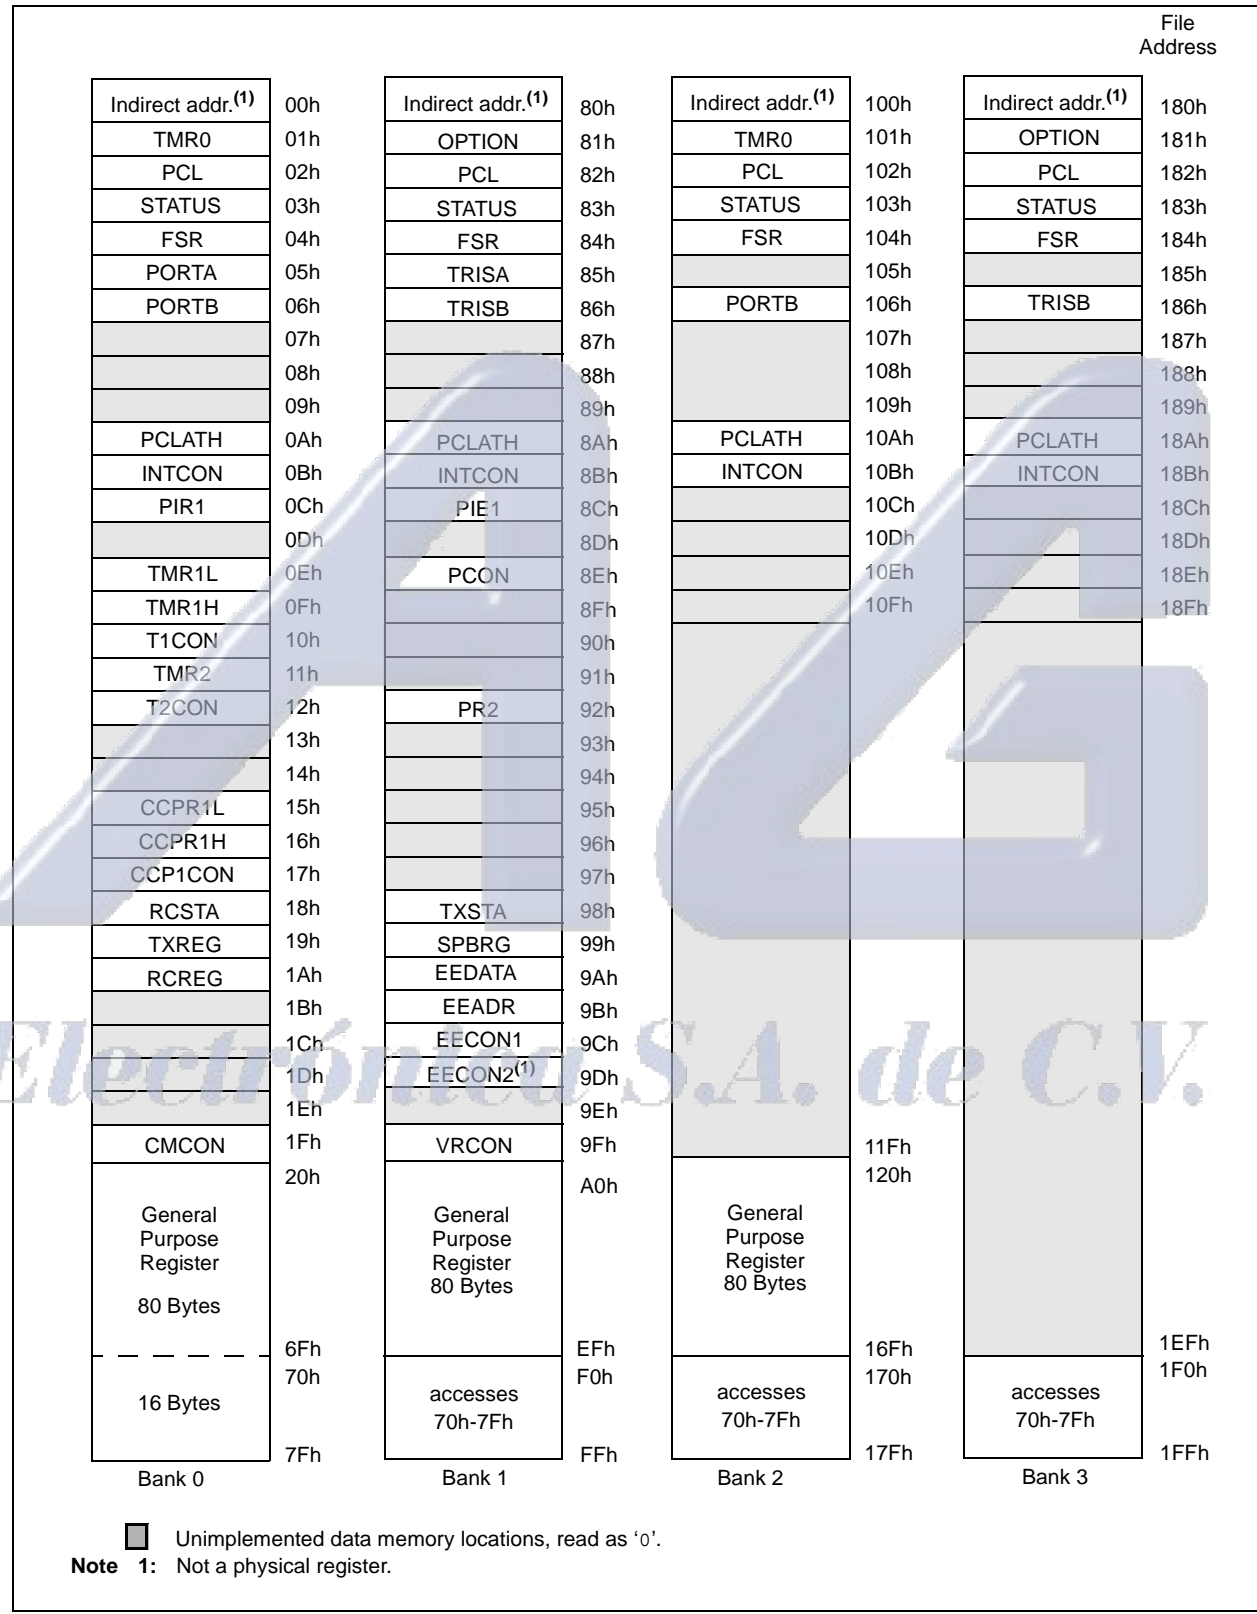 File
Address
Indirect addr.(1) 00h Indirect addr.(1) 80h Indirect addr.(1) 100h Indirect addr.(1) 180h
TMR0 01h OPTION 81h TMR0 101h OPTION 181h
PCL 02h PCL 82h PCL 102h PCL 182h
STATUS 03h STATUS 83h STATUS 103h STATUS 183h
FSR 04h FSR 84h FSR 104h FSR 184h
PORTA 05h TRISA 85h 105h 185h
PORTB 06h TRISB 86h PORTB 106h TRISB 186h
07h 87h 107h 187h
08h 88h 108h 188h
09h 89h 109h 189h
PCLATH 0Ah PCLATH 8Ah PCLATH 10Ah PCLATH 18Ah
INTCON 0Bh INTCON 8Bh INTCON 10Bh INTCON 18Bh
PIR1 0Ch PIE1 8Ch 10Ch 18Ch
0Dh 8Dh 10Dh 18Dh
TMR1L 0Eh PCON 8Eh 10Eh 18Eh
TMR1H 0Fh 8Fh 10Fh 18Fh
T1CON 10h 90h
TMR2 11h 91h
T2CON 12h PR2 92h
13h 93h
14h 94h
CCPR1L 15h 95h
CCPR1H 16h 96h
CCP1CON 17h 97h
RCSTA 18h TXSTA 98h
TXREG 19h SPBRG 99h
RCREG 1Ah EEDATA 9Ah
1Bh EEADR 9Bh
1Ch EECON1 9Ch
1Dh EECON2(1) 9Dh
1Eh 9Eh
CMCON 1Fh VRCON 9Fh 11Fh
20h A0h 120h
General General General
Purpose Purpose Purpose
Register Register Register
80 Bytes 80 Bytes 80 Bytes
6Fh EFh 16Fh 1EFh
70h F0h 170h 1F0h
16 Bytes accesses accesses accesses
70h-7Fh 70h-7Fh 70h-7Fh
7Fh FFh 17Fh 1FFh
Bank 0 Bank 1 Bank 2 Bank 3
Unimplemented data memory locations, read as ‘0’.
Note 1: Not a physical register.
AG
Electrónica S.A. de C.V.